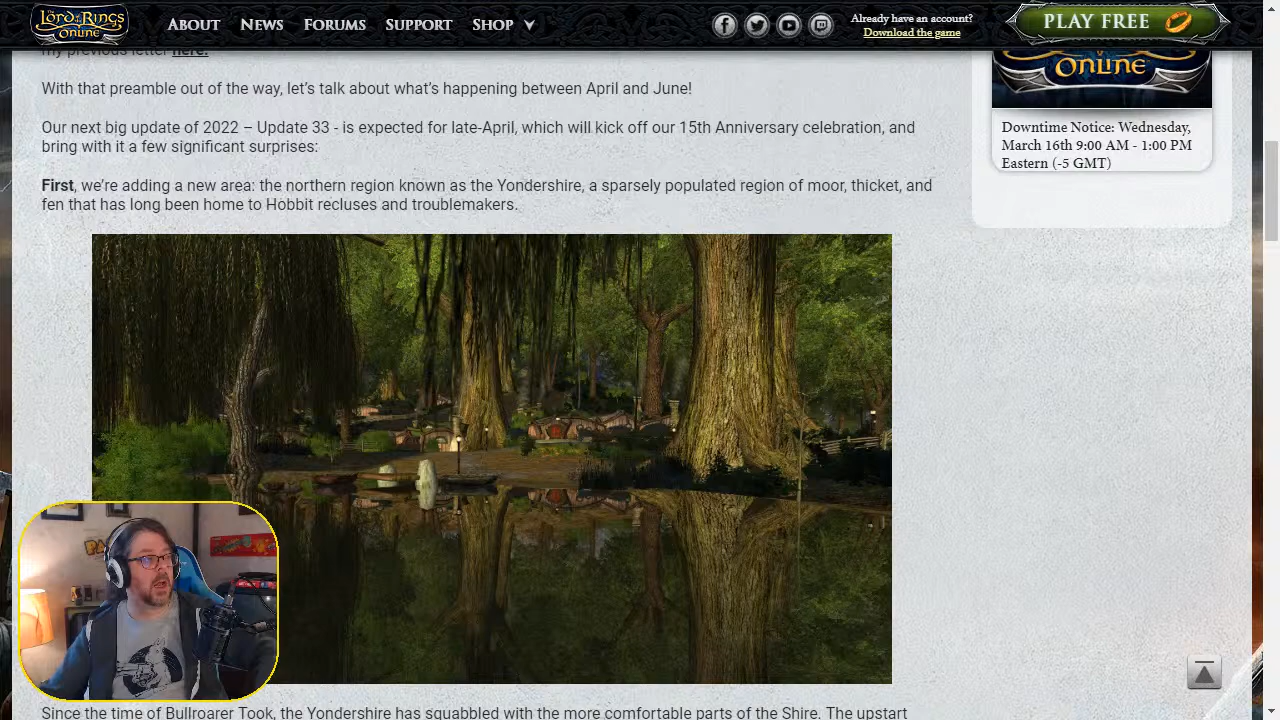 THE LORD OF THE RINGS ONLINE
ABOUT
NEWS
FORUMS
SUPPORT
SHOP
Already have an account?
Download the game
PLAY FREE
my previous letter here.
With that preamble out of the way, let's talk about what's happening between April and June!
Our next big update of 2022 – Update 33 - is expected for late-April, which will kick off our 15th Anniversary celebration, and
bring with it a few significant surprises:
First, we're adding a new area: the northern region known as the Yondershire, a sparsely populated region of moor, thicket, and
fen that has long been home to Hobbit recluses and troublemakers.
Since the time of Bullroarer Took, the Yondershire has squabbled with the more comfortable parts of the Shire. The upstart
ONLINE
Downtime Notice: Wednesday,
March 16th 9:00 AM - 1:00 PM
Eastern (-5 GMT)